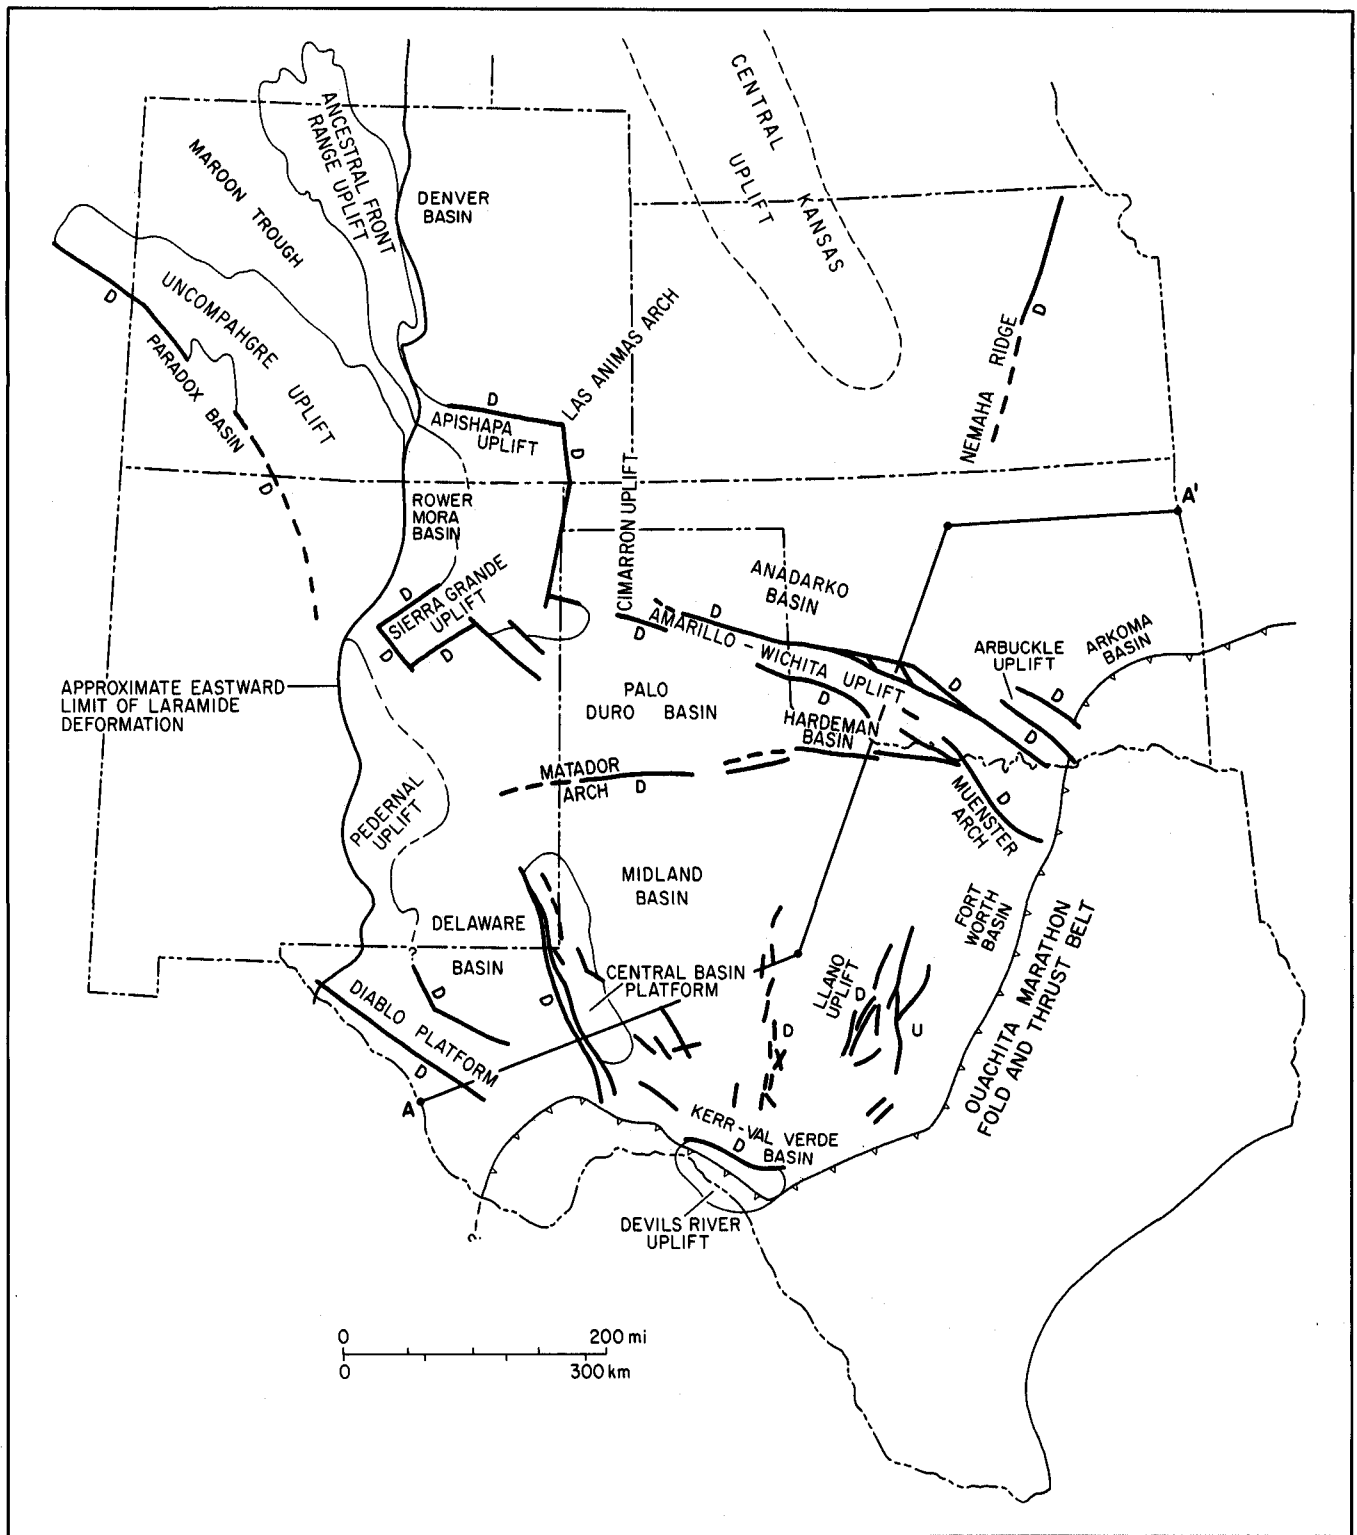 CENTRAL
KANSAS
UPLIFT
ANCESTRAL FRONT
RANGE UPLIFT
MAROON TROUGH
DENVER
BASIN
UNCOMPAHGRE
UPLIFT
D
PARADOX BASIN
D
LAS ANIMAS ARCH
D
APISHAPA
UPLIFT
D
NEMAHA RIDGE
D
ROWER
MORA
BASIN
CIMARRON UPLIFT
A'
D
SIERRA GRANDE
UPLIFT
D
D
ANADARKO
BASIN
D
D
AMARILLO - WICHITA UPLIFT
D
D
ARBUCKLE
UPLIFT
ARKOMA
BASIN
D
D
APPROXIMATE EASTWARD
LIMIT OF LARAMIDE
DEFORMATION
PALO
DURO BASIN
HARDEMAN
BASIN
MATADOR
ARCH
D
MUENSTER
ARCH
D
PEDERNAL
UPLIFT
MIDLAND
BASIN
DELAWARE
BASIN
?
FORT
WORTH
BASIN
OUACHITA MARATHON
FOLD AND THRUST BELT
CENTRAL BASIN
PLATFORM
D
LLANO
UPLIFT
D
U
D
DIABLO PLATFORM
D
D
A
KERR-VAL VERDE
BASIN
D
DEVILS RIVER
UPLIFT
?
0 200 mi
0 300 km